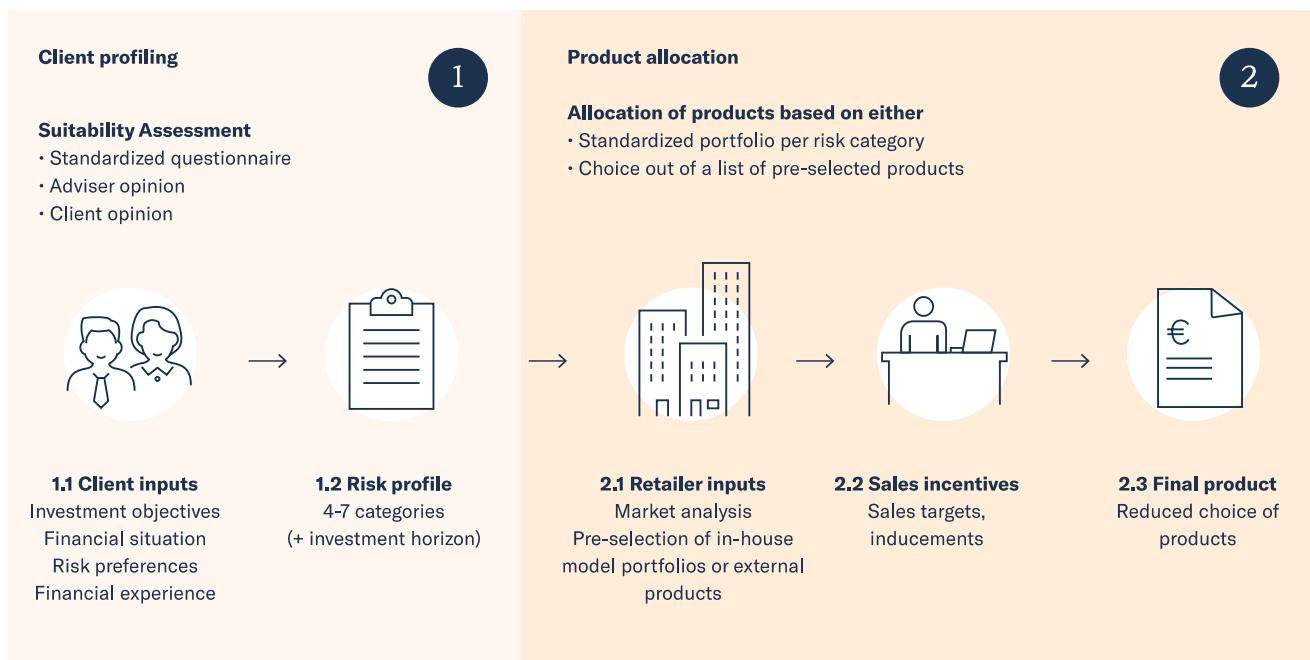 Client profiling
1
Suitability Assessment
· Standardized questionnaire
· Adviser opinion
· Client opinion
1.1 Client inputs
Investment objectives
Financial situation
Risk preferences
Financial experience
1.2 Risk profile
4-7 categories
(+ investment horizon)
Product allocation
2
Allocation of products based on either
· Standardized portfolio per risk category
· Choice out of a list of pre-selected products
2.1 Retailer inputs
Market analysis
Pre-selection of in-house
model portfolios or external
products
2.2 Sales incentives
Sales targets,
inducements
€
2.3 Final product
Reduced choice of
products